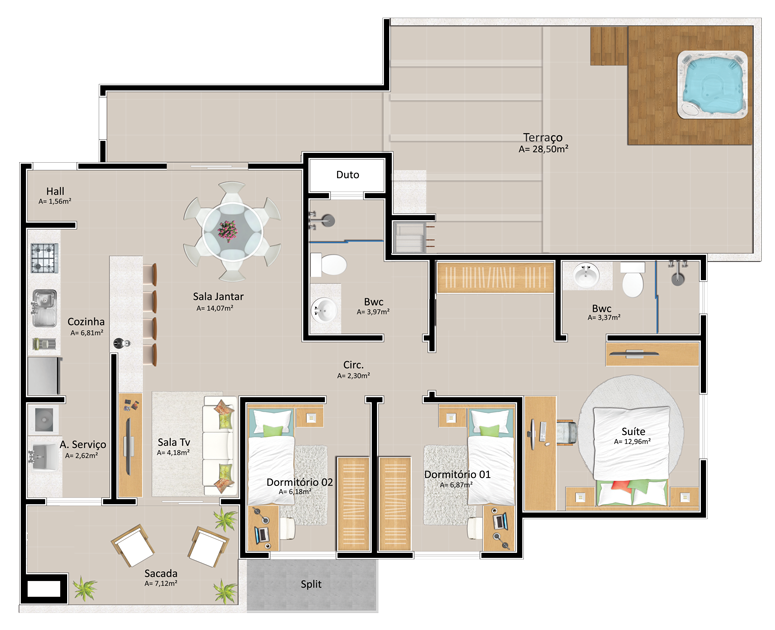 Terraço
A= 28,50m²
Duto
Hall
A= 1,56m²
Sala Jantar
A= 14,07m²
Bwc
A= 3,97m²
Bwc
A= 3,37m²
Cozinha
A= 6,81m²
Circ.
A= 2,30m²
A. Serviço
A= 2,62m²
Sala Tv
A= 4,18m²
Suíte
A= 12,96m²
Dormitório 02
A= 6,18m²
Dormitório 01
A= 6,87m²
Sacada
A= 7,12m²
Split